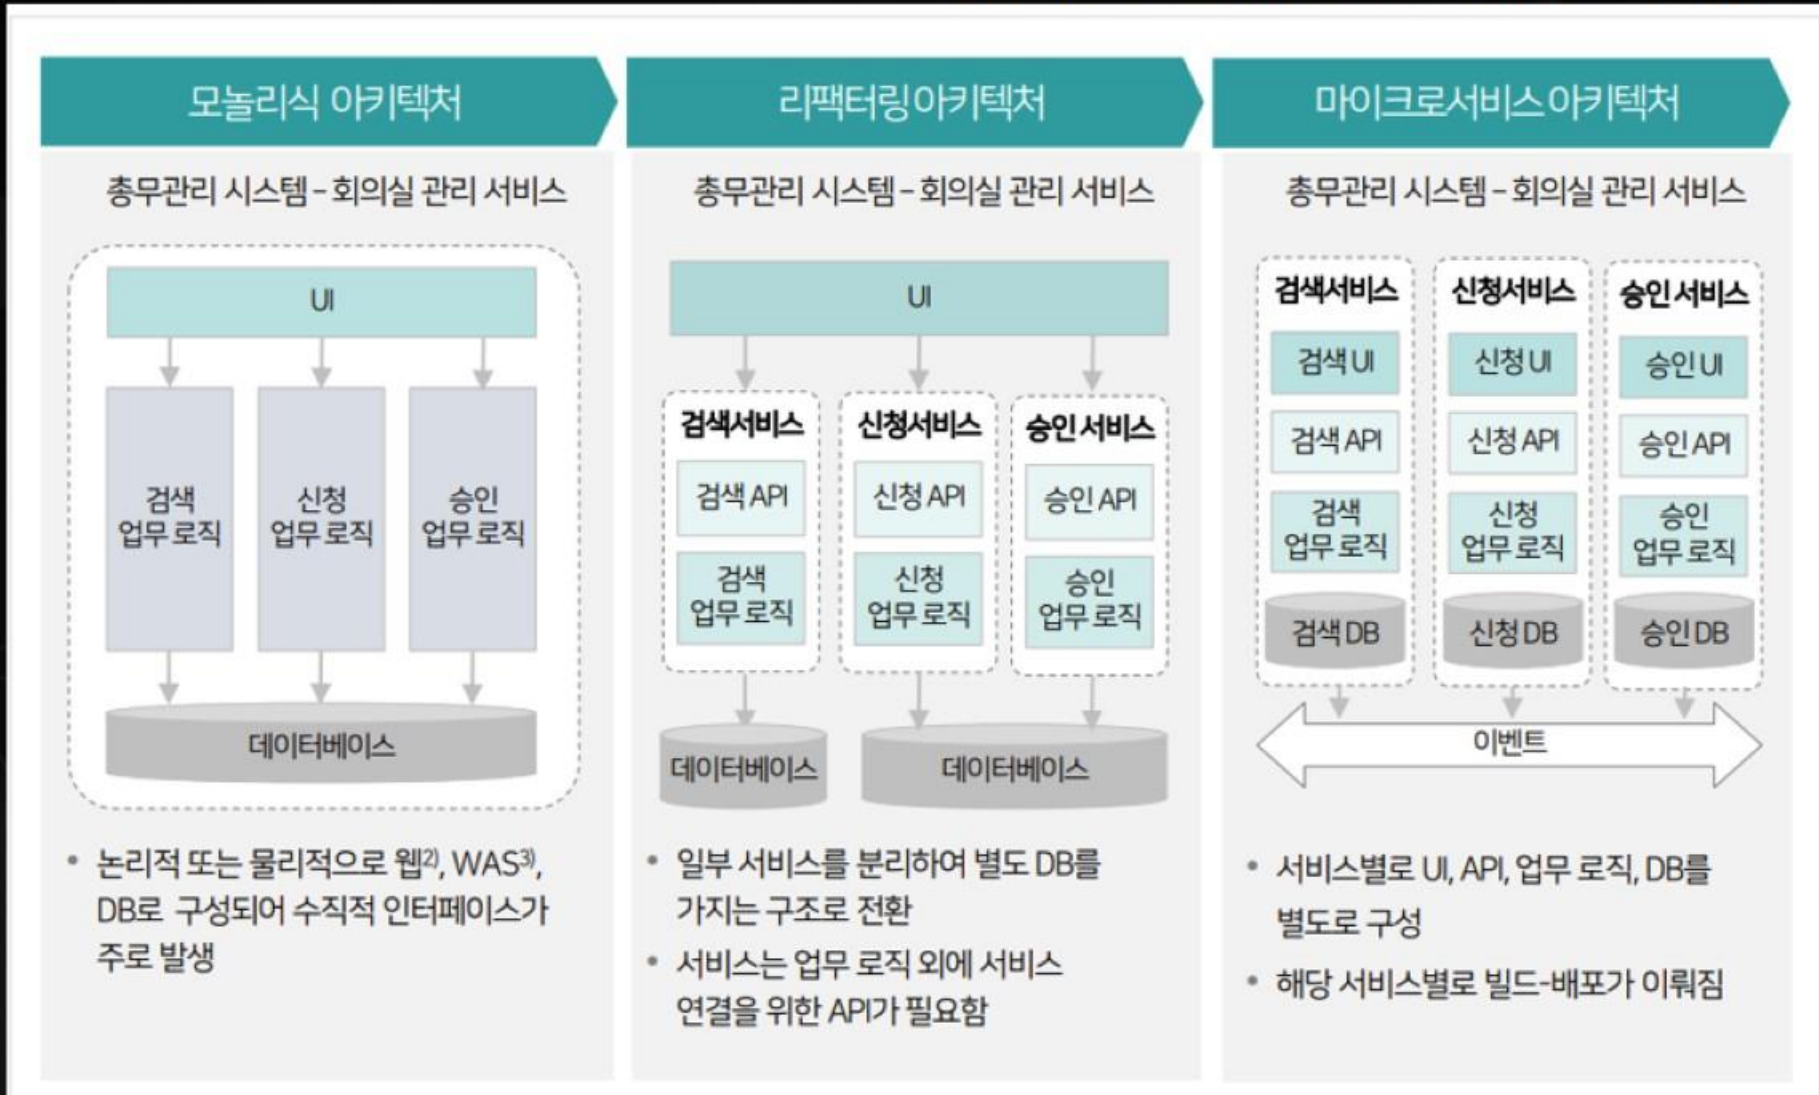 모놀리식 아키텍처
총무관리 시스템 – 회의실 관리 서비스
UI
검색
업무 로직
신청
업무 로직
승인
업무 로직
데이터베이스
• 논리적 또는 물리적으로 웹2), WAS3),
DB로 구성되어 수직적 인터페이스가
주로 발생
리팩터링 아키텍처
총무관리 시스템 – 회의실 관리 서비스
UI
검색서비스
검색 API
검색
업무 로직
신청서비스
신청 API
신청
업무 로직
승인 서비스
승인 API
승인
업무 로직
데이터베이스
데이터베이스
• 일부 서비스를 분리하여 별도 DB를
가지는 구조로 전환
• 서비스는 업무 로직 외에 서비스
연결을 위한 API가 필요함
마이크로서비스 아키텍처
총무관리 시스템 – 회의실 관리 서비스
검색서비스
검색 UI
검색 API
검색
업무 로직
검색 DB
신청서비스
신청 UI
신청 API
신청
업무 로직
신청 DB
승인 서비스
승인 UI
승인 API
승인
업무 로직
승인 DB
이벤트
• 서비스별로 UI, API, 업무 로직, DB를
별도로 구성
• 해당 서비스별로 빌드-배포가 이뤄짐